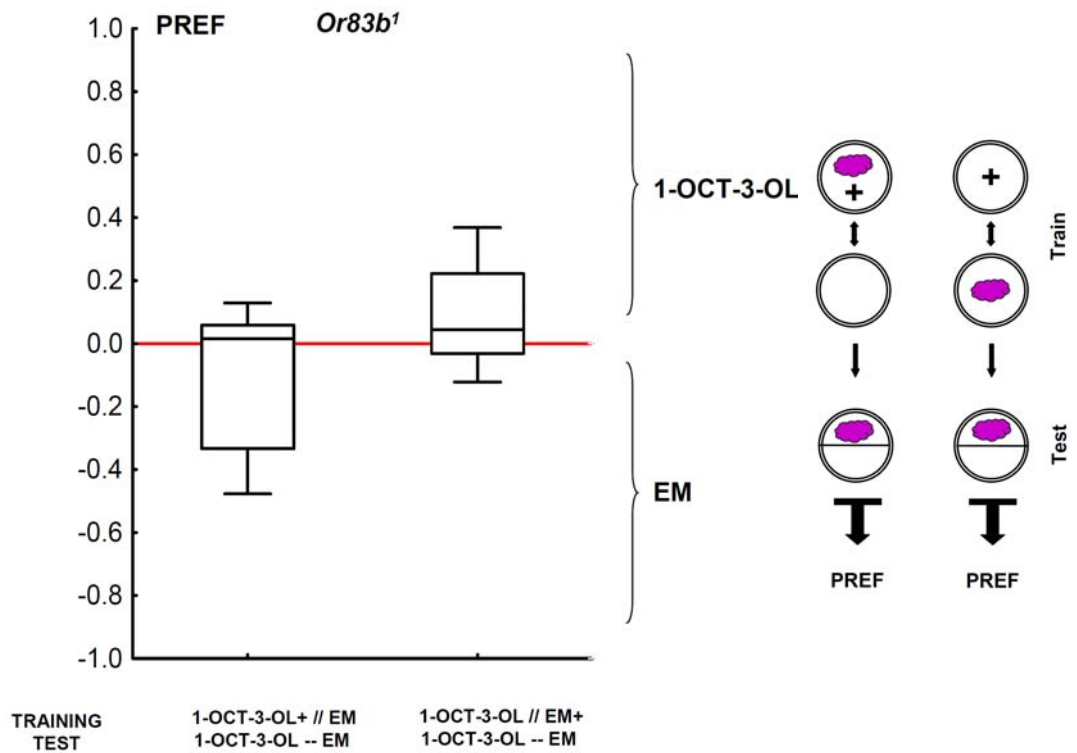 PREF Or83b¹
1.0
0.8
0.6
0.4
0.2
0.0
-0.2
-0.4
-0.6
-0.8
-1.0
1-OCT-3-OL
EM
+ +
Train
Test
PREF PREF
TRAINING 1-OCT-3-OL+ // EM 1-OCT-3-OL // EM+
TEST 1-OCT-3-OL -- EM 1-OCT-3-OL -- EM